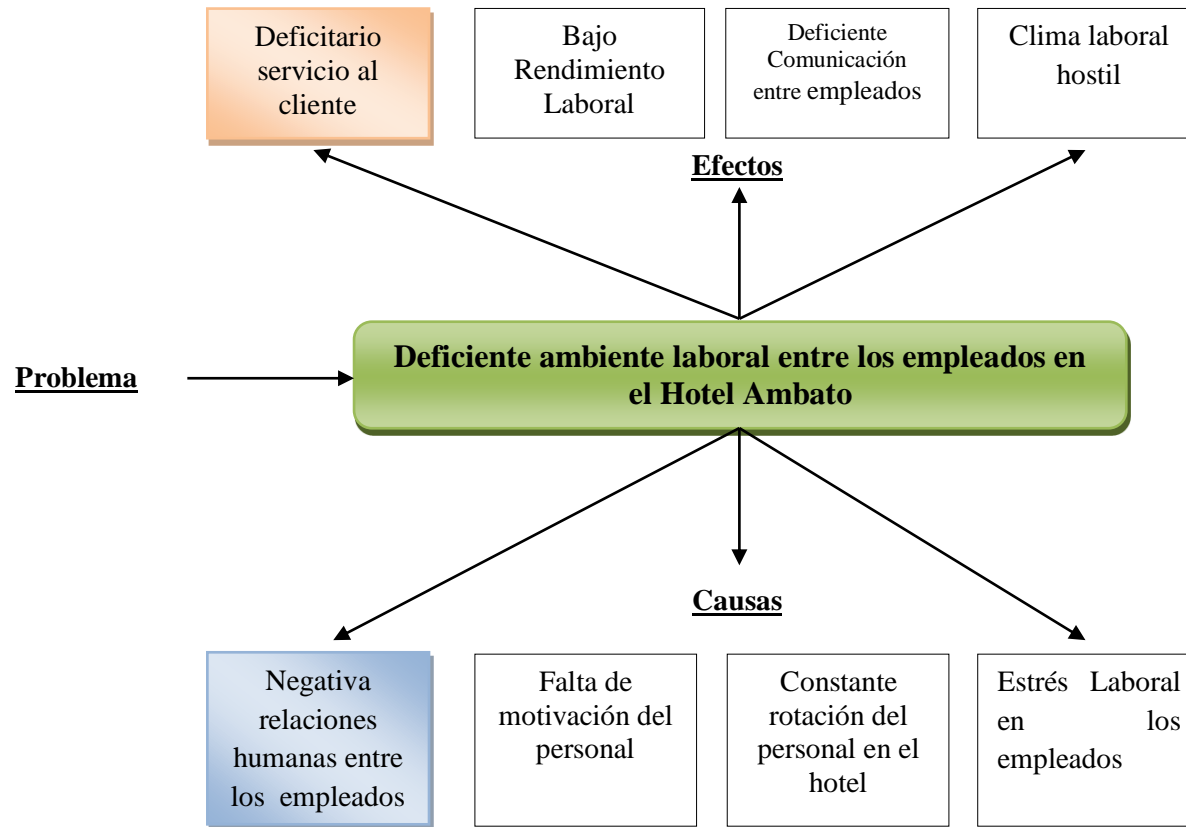 Deficitario
servicio al
cliente
Bajo
Rendimiento
Laboral
Deficiente
Comunicación
entre empleados
Clima laboral
hostil
Efectos
Deficiente ambiente laboral entre los empleados en
el Hotel Ambato
Problema
Causas
Negativa
relaciones
humanas entre
los empleados
Falta de
motivación del
personal
Constante
rotación del
personal en el
hotel
Estrés Laboral
en los
empleados